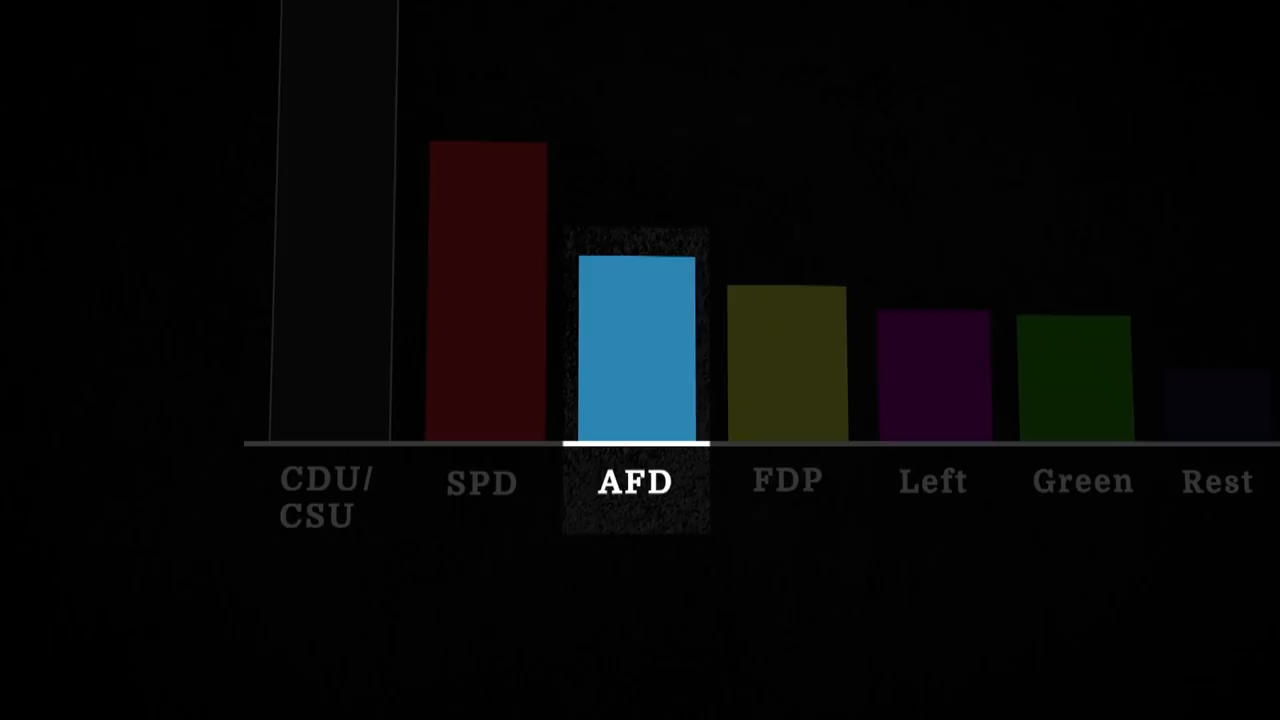 CDU/
CSU
SPD
AFD
FDP
Left
Green
Rest